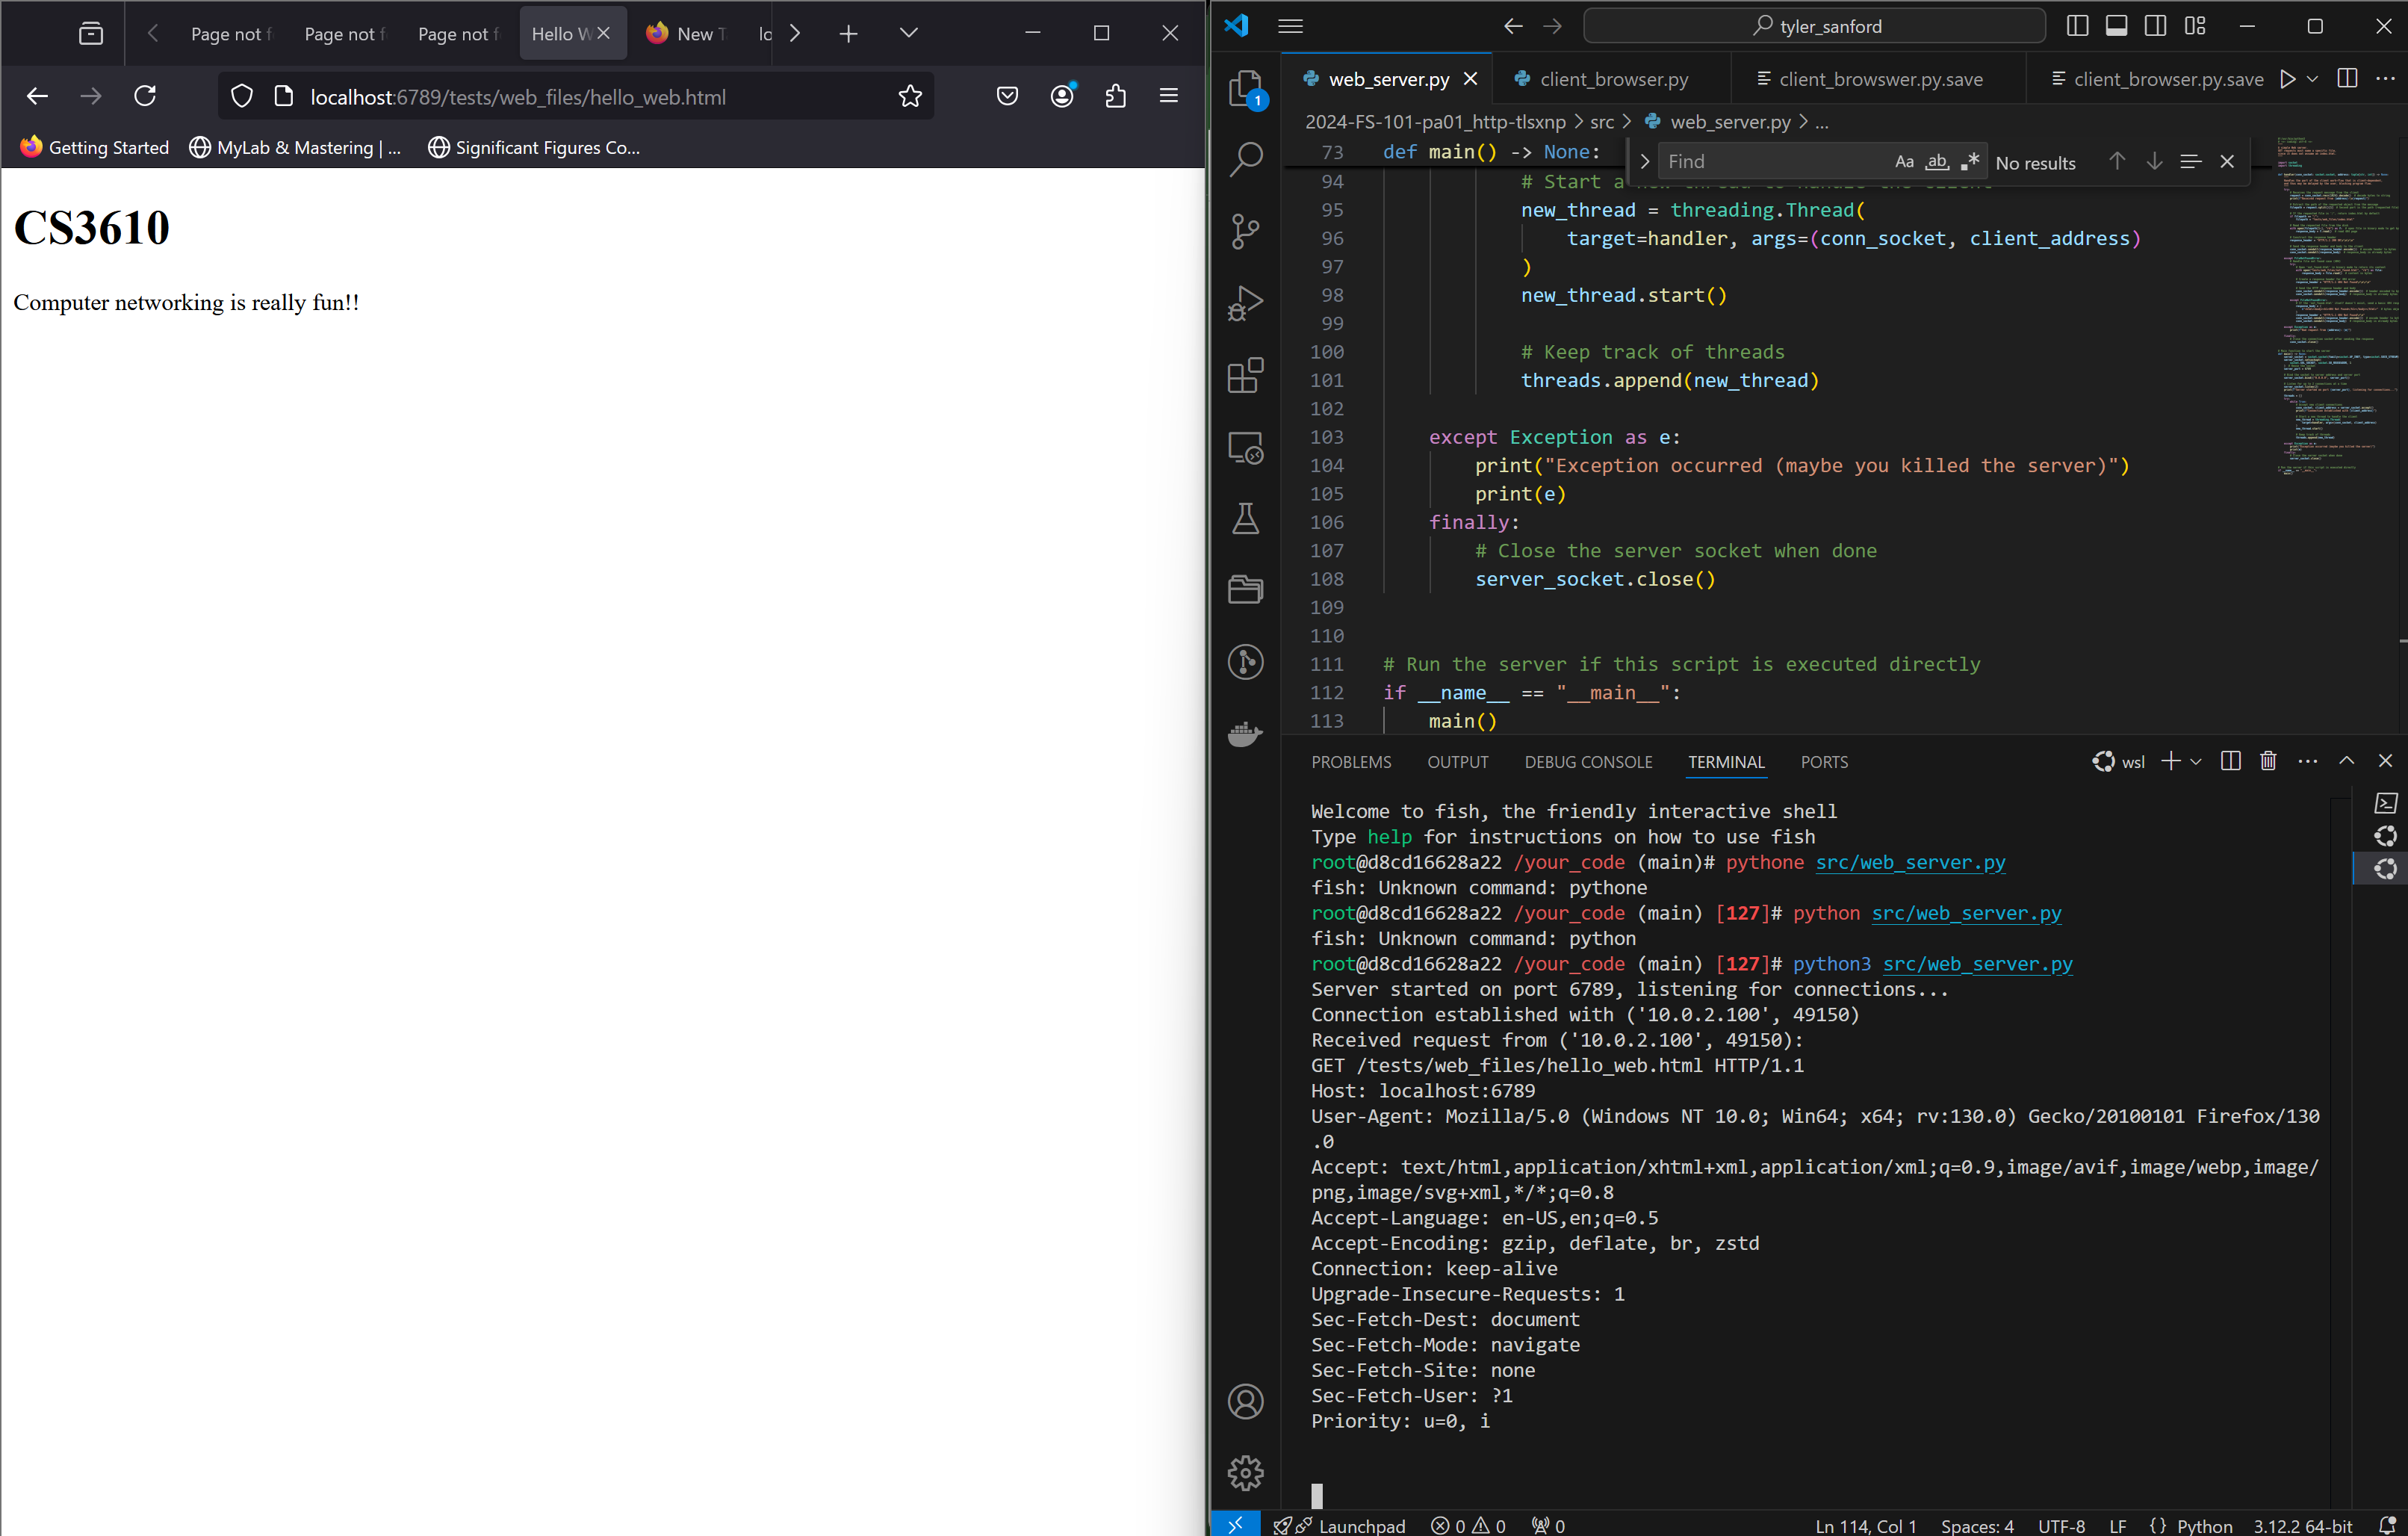 Page not f
Page not f
Page not f
Hello W
New T
lo
localhost:6789/tests/web_files/hello_web.html
Getting Started
MyLab & Mastering | ...
Significant Figures Co...
CS3610
Computer networking is really fun!!
tyler_sanford
1
web_server.py
client_browser.py
client_browswer.py.save
client_browser.py.save
2024-FS-101-pa01_http-tlsxnp > src > web_server.py > ...
Find
Aa
ab
No results
73 def main() -> None:
94 # Start a new thread to handle the client
95 new_thread = threading.Thread(
96 target=handler, args=(conn_socket, client_address)
97 )
98 new_thread.start()
99
100 # Keep track of threads
101 threads.append(new_thread)
102
103 except Exception as e:
104 print("Exception occurred (maybe you killed the server)")
105 print(e)
106 finally:
107 # Close the server socket when done
108 server_socket.close()
109
110
111 # Run the server if this script is executed directly
112 if __name__ == "__main__":
113 main()
PROBLEMS OUTPUT DEBUG CONSOLE TERMINAL PORTS
wsl
Welcome to fish, the friendly interactive shell
Type help for instructions on how to use fish
root@d8cd16628a22 /your_code (main)# pythone src/web_server.py
fish: Unknown command: pythone
root@d8cd16628a22 /your_code (main) [127]# python src/web_server.py
fish: Unknown command: python
root@d8cd16628a22 /your_code (main) [127]# python3 src/web_server.py
Server started on port 6789, listening for connections...
Connection established with ('10.0.2.100', 49150)
Received request from ('10.0.2.100', 49150):
GET /tests/web_files/hello_web.html HTTP/1.1
Host: localhost:6789
User-Agent: Mozilla/5.0 (Windows NT 10.0; Win64; x64; rv:130.0) Gecko/20100101 Firefox/130
.0
Accept: text/html,application/xhtml+xml,application/xml;q=0.9,image/avif,image/webp,image/
png,image/svg+xml,*/*;q=0.8
Accept-Language: en-US,en;q=0.5
Accept-Encoding: gzip, deflate, br, zstd
Connection: keep-alive
Upgrade-Insecure-Requests: 1
Sec-Fetch-Dest: document
Sec-Fetch-Mode: navigate
Sec-Fetch-Site: none
Sec-Fetch-User: ?1
Priority: u=0, i
Launchpad 0 0 0
Ln 114, Col 1 Spaces: 4 UTF-8 LF {} Python 3.12.2 64-bit